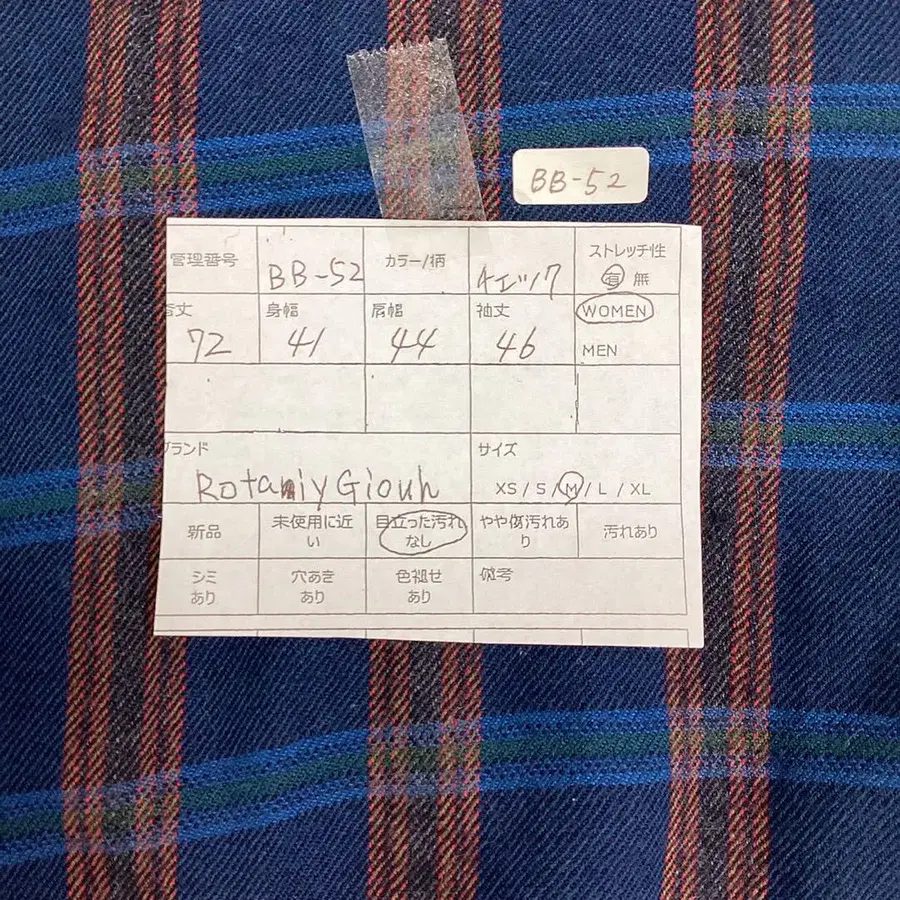 BB-52
管理番号 BB-52 カラー/柄 チェック ストレッチ性
有 無
着丈 身幅 肩幅 袖丈 WOMEN
72 41 44 46 MEN
ブランド サイズ
Rotaniy Giouh XS / S / M / L / XL
新品 未使用に近い 目立った汚れなし やや傷汚れあり 汚れあり
シミあり 穴あきあり 色褪せあり 備考